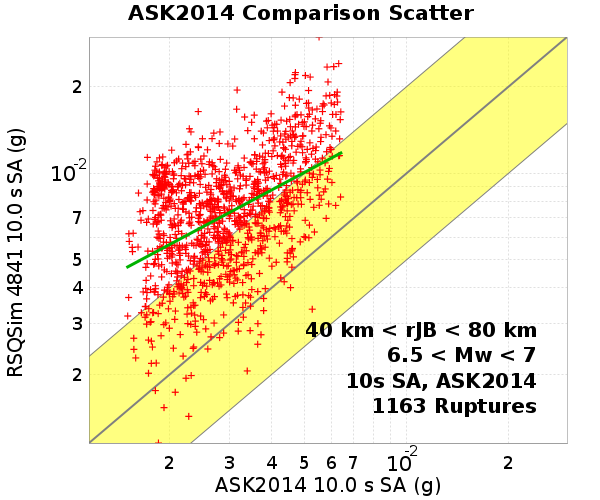 ASK2014 Comparison Scatter
RSQSim 4841 10.0 s SA (g)
2
10-2
7
5
4
3
2
40 km < rJB < 80 km
6.5 < Mw < 7
10s SA, ASK2014
1163 Ruptures
2 3 4 5 6 7 10-2 2
ASK2014 10.0 s SA (g)